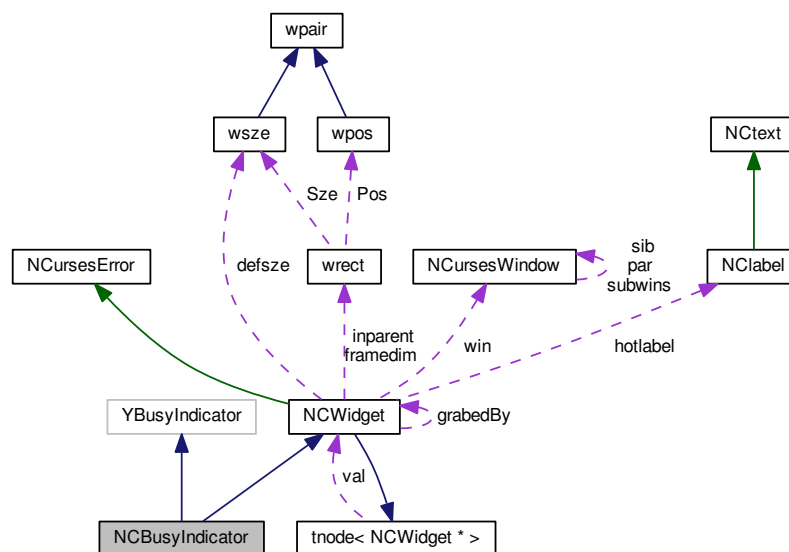 wpair
wsze
wpos
NCtext
Sze
Pos
NCursesError
defsze
wrect
NCursesWindow
sib
par
subwins
NClabel
inparent
framedim
win
hotlabel
YBusyIndicator
NCWidget
grabedBy
val
NCBusyIndicator
tnode< NCWidget * >